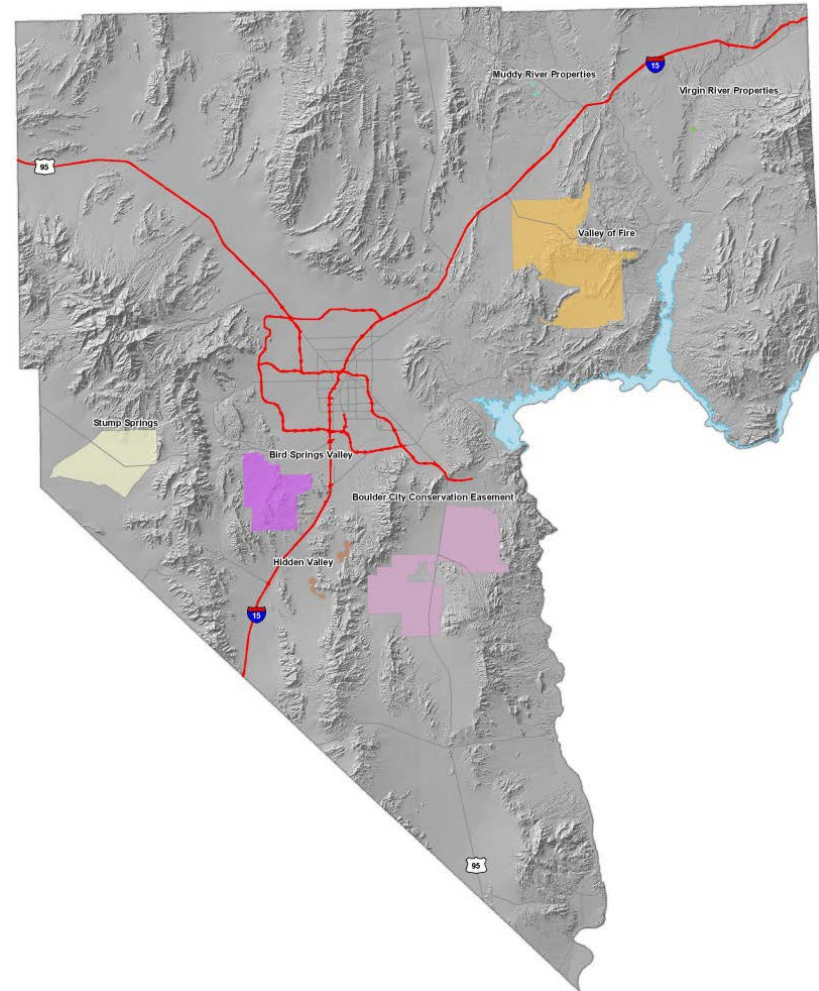 15
Muddy River Properties
Virgin River Properties
95
Valley of Fire
Stump Springs
Bird Springs Valley
Boulder City Conservation Easement
Hidden Valley
15
95